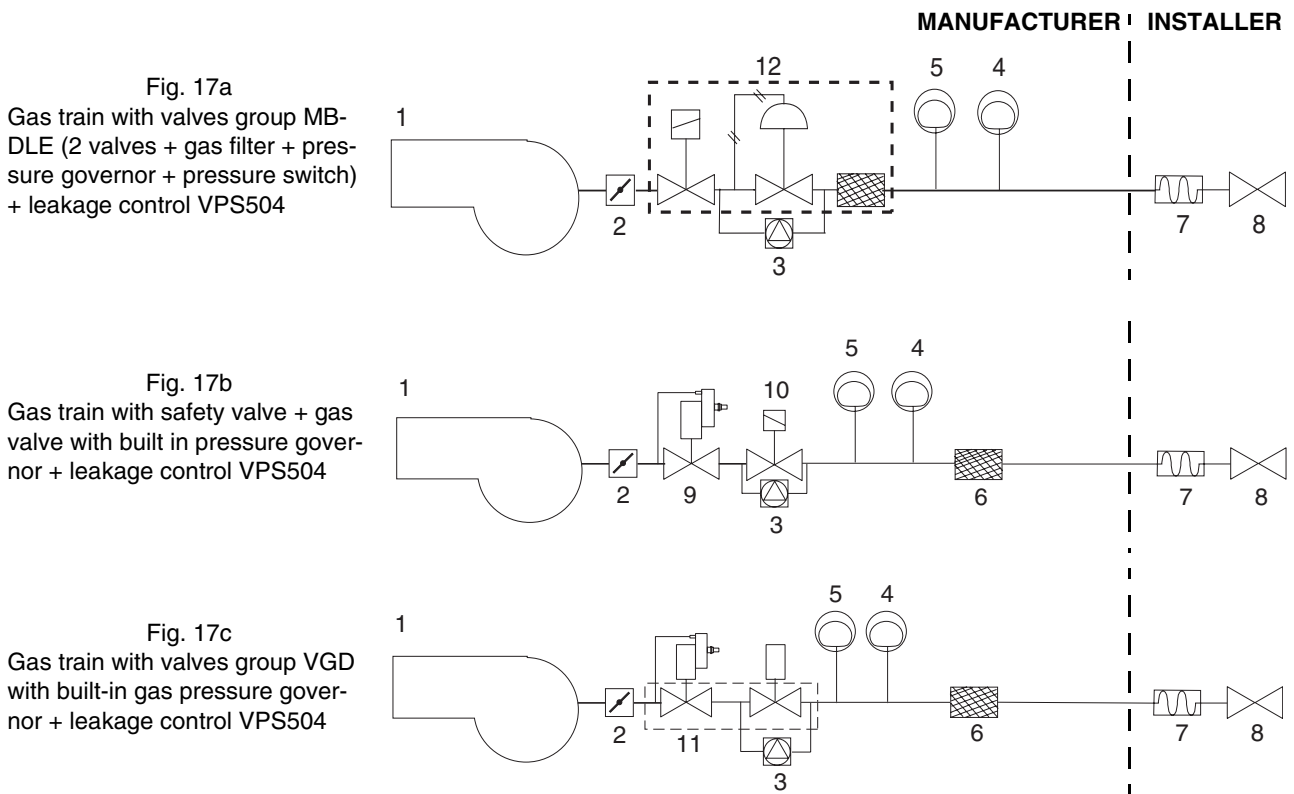 MANUFACTURER INSTALLER
Fig. 17a
Gas train with valves group MB-
DLE (2 valves + gas filter + pres-
sure governor + pressure switch)
+ leakage control VPS504
1
12
5
4
2
3
7
8
Fig. 17b
Gas train with safety valve + gas
valve with built in pressure gover-
nor + leakage control VPS504
1
10
5
4
2
9
3
6
7
8
Fig. 17c
Gas train with valves group VGD
with built-in gas pressure gover-
nor + leakage control VPS504
1
5
4
2
11
3
6
7
8